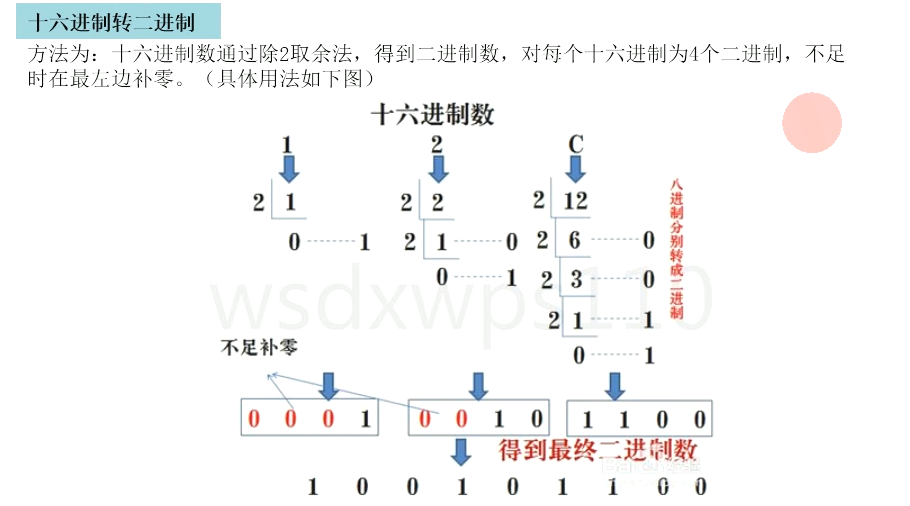 十六进制转二进制
方法为：十六进制数通过除2取余法，得到二进制数，对每个十六进制为4个二进制，不足
时在最左边补零。（具体用法如下图）
十六进制数
1 2 C
2 1 2 2 2 12
0 1 2 1 0 2 6 0
0 1 2 3 0
2 1 1
0 1
八进制分别转成二进制
wsdxwps110
不足补零
0 0 0 1 0 0 1 0 1 1 0 0
得到最终二进制数
1 0 0 1 0 1 1 0 0